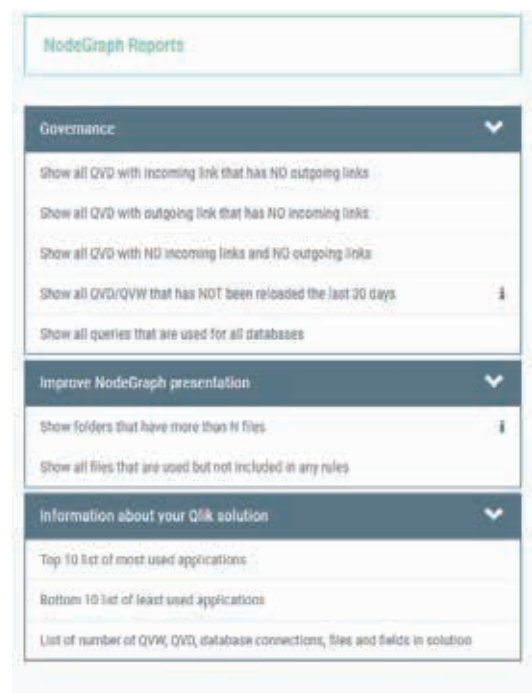 NodeGraph Reports
Governance
Show all QVD with incoming link that has NO outgoing links
Show all QVD with outgoing link that has NO incoming links
Show all QVD with NO incoming links and NO outgoing links
Show all QVD/QVW that has NOT been reloaded the last 30 days
i
Show all queries that are used for all databases
Improve NodeGraph presentation
Show folders that have more than N files
i
Show all files that are used but not included in any rules
Information about your Qlik solution
Top 10 list of most used applications
Bottom 10 list of least used applications
List of number of QVW, QVD, database connections, files and fields in solution